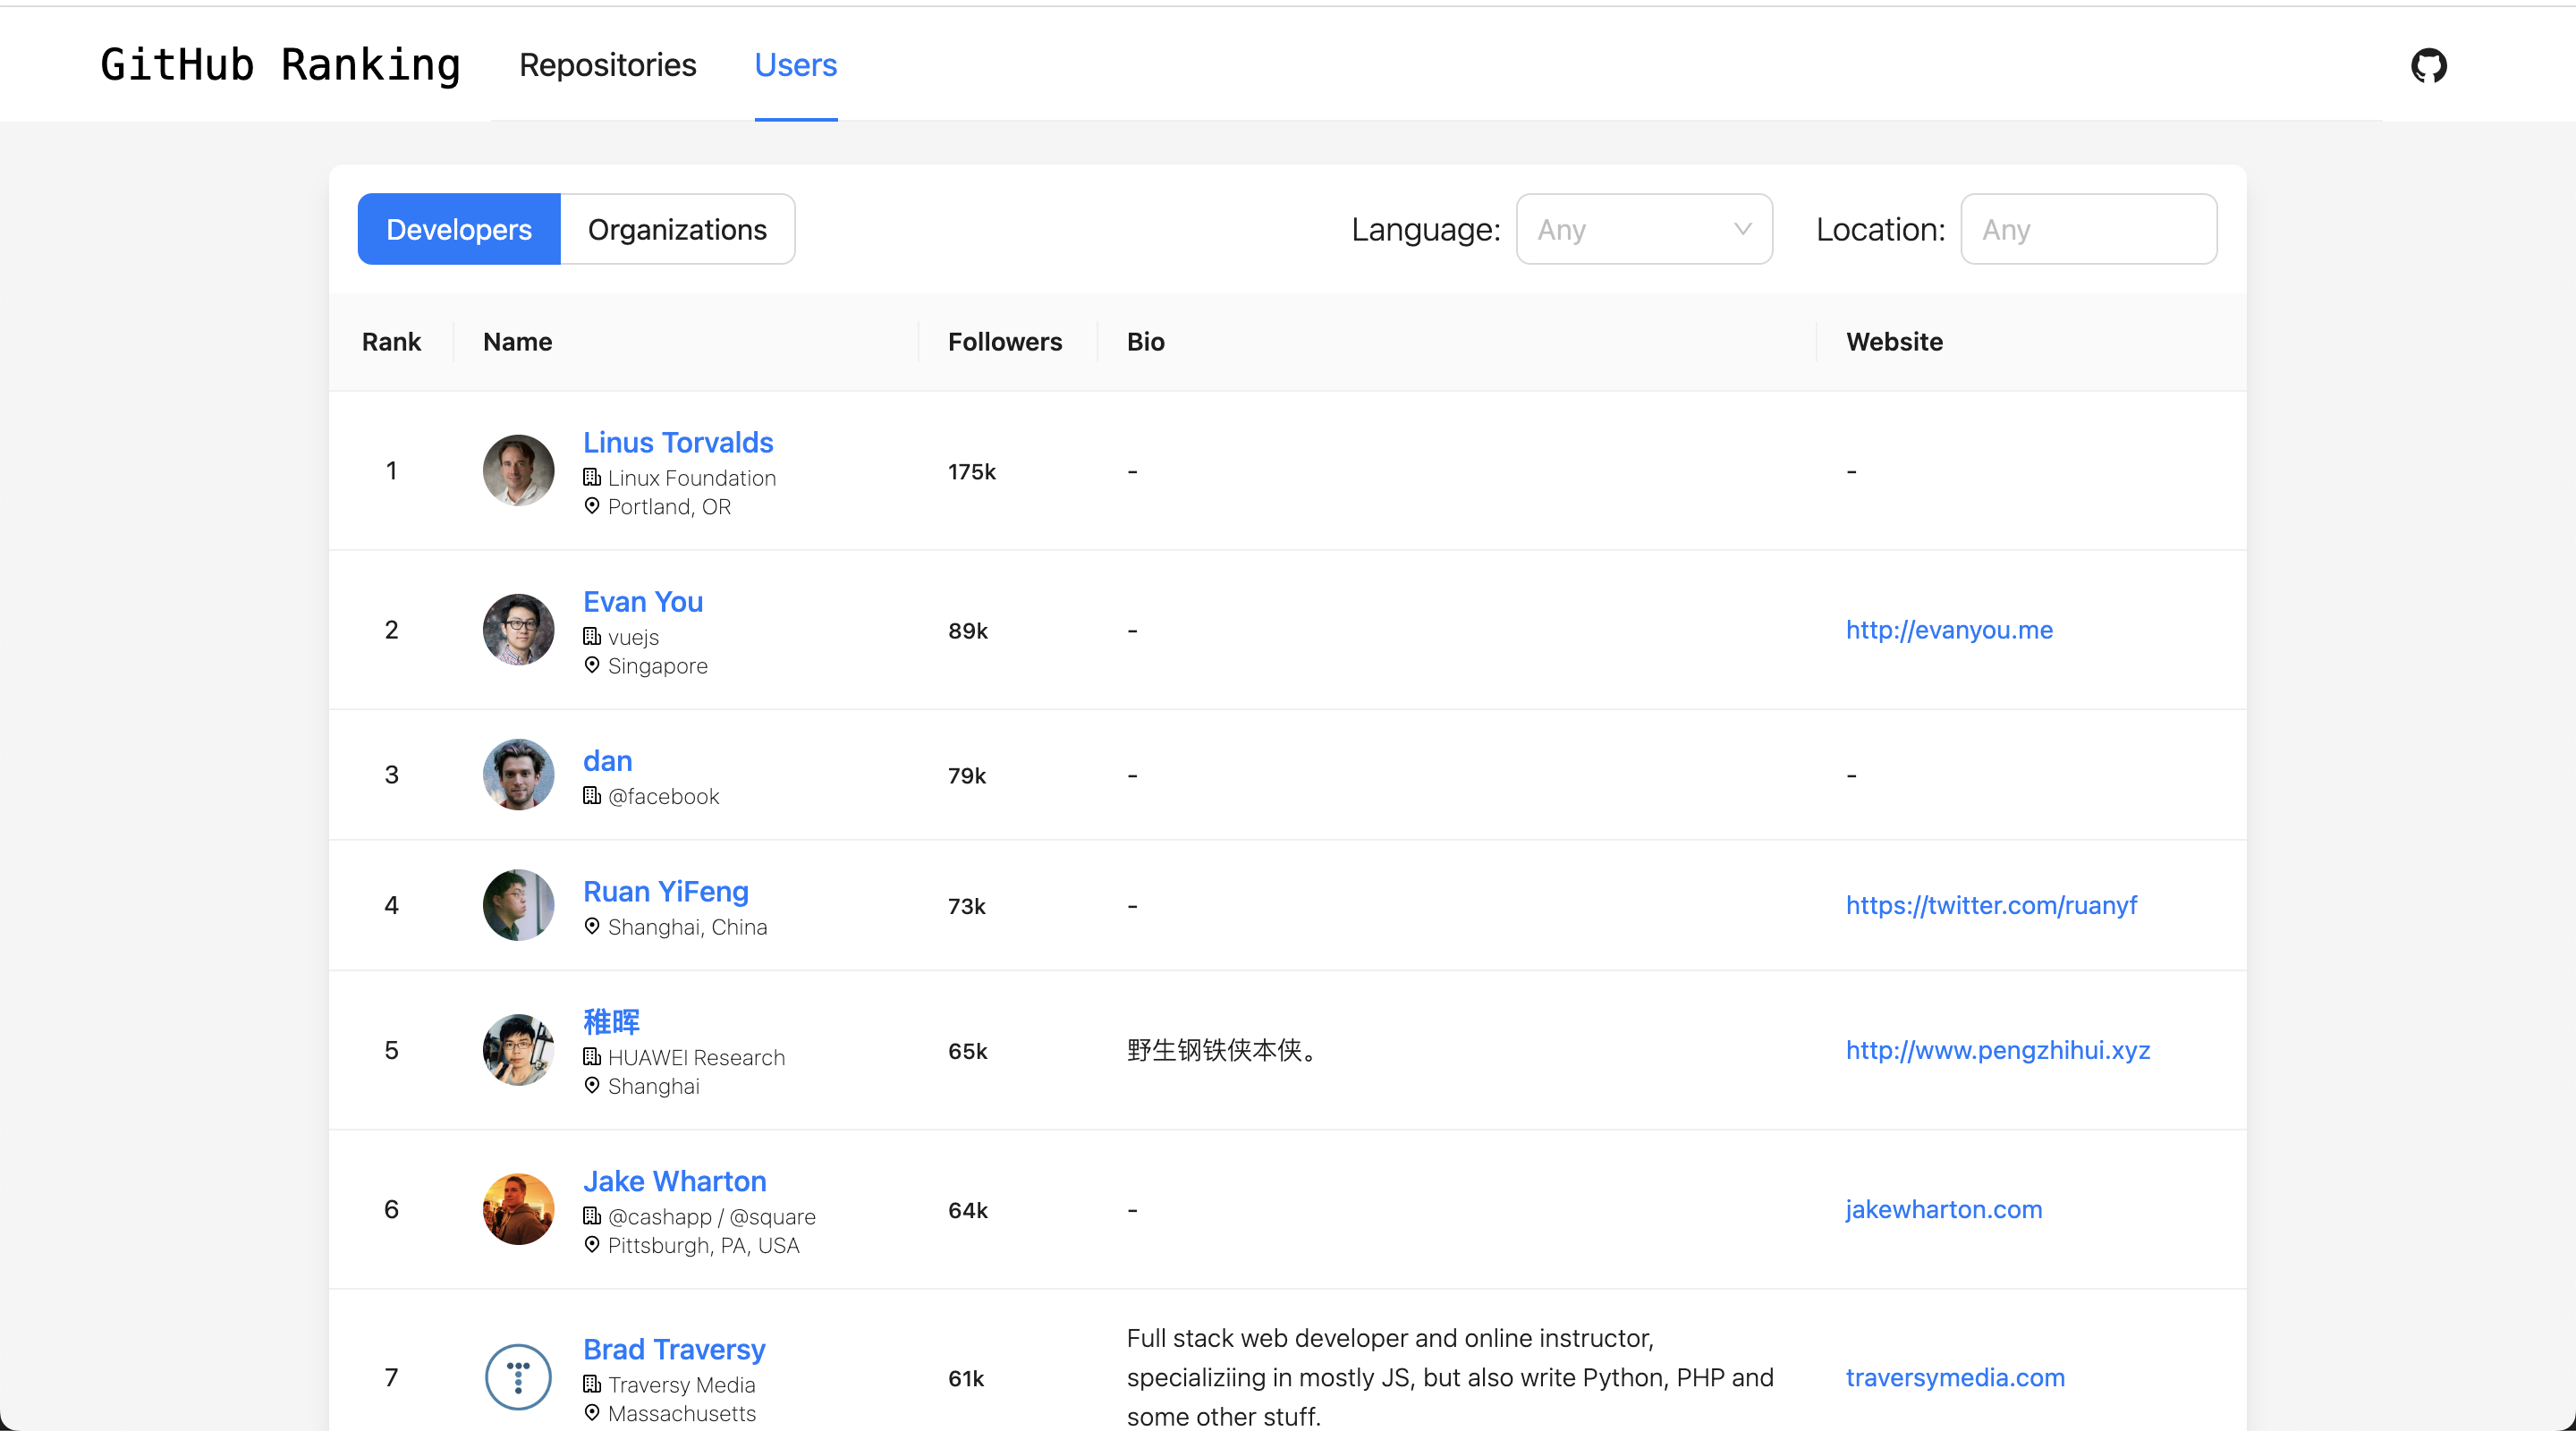 GitHub Ranking
Repositories
Users
Developers
Organizations
Language:
Any
Location:
Any
Rank
Name
Followers
Bio
Website
1
Linus Torvalds
Linux Foundation
Portland, OR
175k
-
-
2
Evan You
vuejs
Singapore
89k
-
http://evanyou.me
3
dan
@facebook
79k
-
-
4
Ruan YiFeng
Shanghai, China
73k
-
https://twitter.com/ruanyf
5
稚晖
HUAWEI Research
Shanghai
65k
野生钢铁侠本侠。
http://www.pengzhihui.xyz
6
Jake Wharton
@cashapp / @square
Pittsburgh, PA, USA
64k
-
jakewharton.com
7
Brad Traversy
Traversy Media
Massachusetts
61k
Full stack web developer and online instructor,
specializiing in mostly JS, but also write Python, PHP and
some other stuff.
traversymedia.com